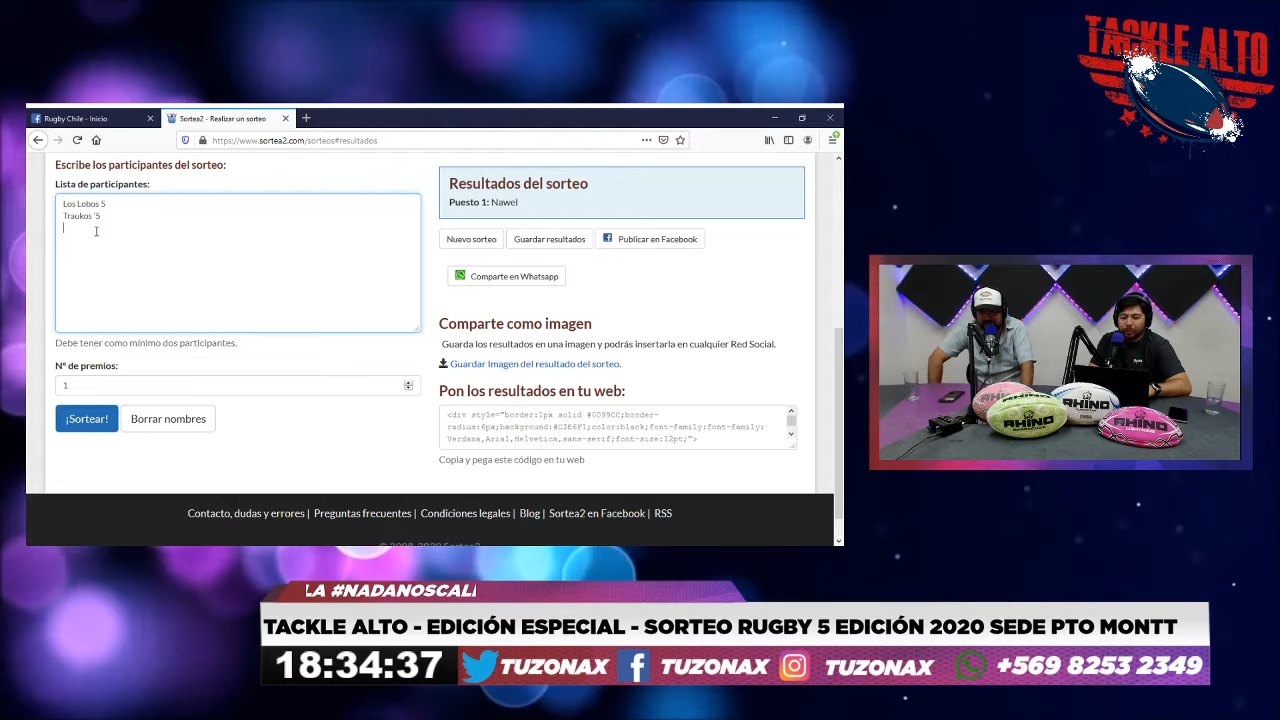 TACKLE ALTO
Rugby Chile - Inicio
Sortea2 - Realizar un sorteo
https://www.sortea2.com/sorteos#resultados
Escribe los participantes del sorteo:
Lista de participantes:
Los Lobos 5
Traukos '5
Debe tener como mínimo dos participantes.
Nº de premios:
1
¡Sortear!
Borrar nombres
Resultados del sorteo
Puesto 1: Nawel
Nuevo sorteo
Guardar resultados
Publicar en Facebook
Comparte en Whatsapp
Comparte como imagen
Guarda los resultados en una imagen y podrás insertarla en cualquier Red Social.
Guardar Imagen del resultado del sorteo.
Pon los resultados en tu web:
<div style="border:1px solid #0099CC;border-
radius:6px;background:#C3E6F1;color:black;font-family:font-family:
Verdana,Arial,Helvetica,sans-serif;font-size:12pt;">
Copia y pega este código en tu web
Contacto, dudas y errores | Preguntas frecuentes | Condiciones legales | Blog | Sortea2 en Facebook | RSS
© 2008-2020 Sortea2
RHINO
RHINO
RHINO
LA #NADANOSCALL
TACKLE ALTO - EDICIÓN ESPECIAL - SORTEO RUGBY 5 EDICIÓN 2020 SEDE PTO MONTT
18:34:37
TUZONAX
TUZONAX
TUZONAX
+569 8253 2349